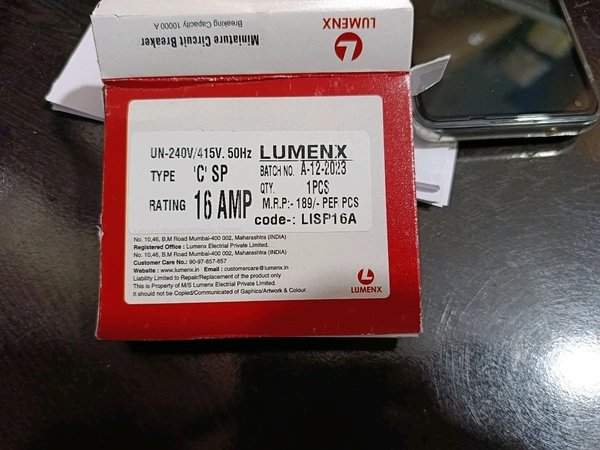 Miniature Circuit Breaker
Breaking Capacity 10000 A
LUMENX
UN-240V/415V. 50Hz
TYPE 'C' SP
RATING 16 AMP
LUMENX
BATCH NO. A-12-2023
QTY. 1PCS
M.R.P:- 189/- PEF PCS
code-: LISP16A
No. 10,46, B.M Road Mumbai-400 002, Maharashtra (INDIA)
Registered Office : Lumenx Electrial Private Limited.
No. 10,46, B.M Road Mumbai-400 002, Maharashtra (INDIA)
Customer Care No.: 90-97-857-857
Website : www.lumenx.in Email : customercare@lumenx.in
Liability Limited to Repair/Replacement of the product only
This is Property of M/S Lumenx Electrial Private Limited.
It should not be Copied/Communicated of Gaphics/Artwork & Colour.
LUMENX